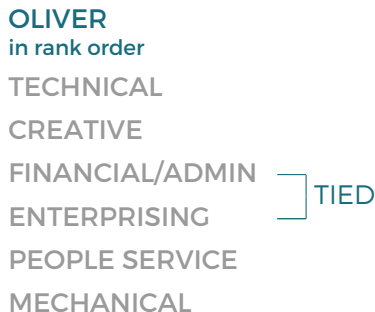 OLIVER
in rank order
TECHNICAL
CREATIVE
FINANCIAL/ADMIN
TIED
ENTERPRISING
PEOPLE SERVICE
MECHANICAL